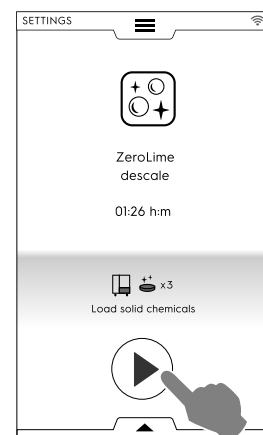 SETTINGS
ZeroLime
descale
01:26 h:m
x3
Load solid chemicals